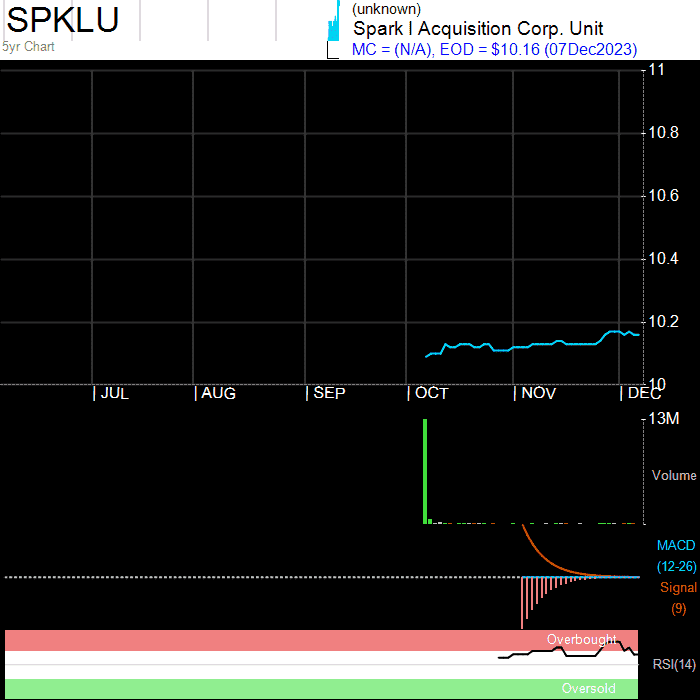 SPKLU
5yr Chart
(unknown)
Spark I Acquisition Corp. Unit
MC = (N/A), EOD = $10.16 (07Dec2023)
11
10.8
10.6
10.4
10.2
10
JUL
AUG
SEP
OCT
NOV
DEC
13M
Volume
MACD
(12-26)
Signal
(9)
Overbought
RSI(14)
Oversold